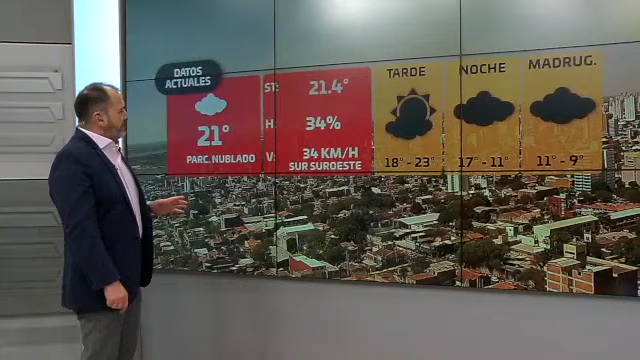 DATOS
ACTUALES
21°
PARC. NUBLADO
ST: 21.4°
H: 34%
V: 34 KM/H
SUR SUROESTE
TARDE
18° - 23°
NOCHE
17° - 11°
MADRUG.
11° - 9°